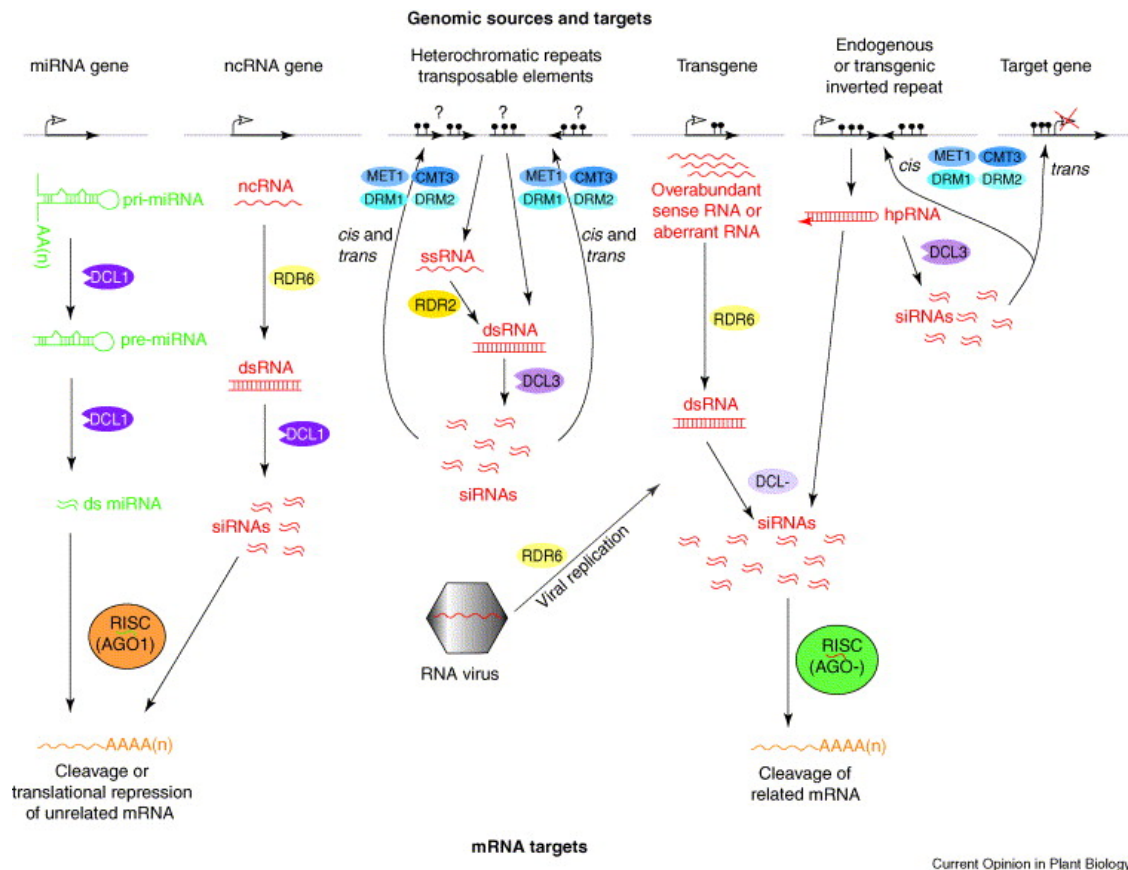 Genomic sources and targets
miRNA gene
ncRNA gene
Heterochromatic repeats
transposable elements
Transgene
Endogenous
or transgenic
inverted repeat
Target gene
?
?
?
pri-miRNA
AA(n)
DCL1
pre-miRNA
DCL1
ds miRNA
ncRNA
RDR6
dsRNA
DCL1
siRNAs
RISC
(AGO1)
AAAA(n)
Cleavage or
translational repression
of unrelated mRNA
MET1
CMT3
DRM1
DRM2
cis and
trans
ssRNA
RDR2
dsRNA
DCL3
siRNAs
MET1
CMT3
DRM1
DRM2
cis and
trans
RNA virus
RDR6
Viral replication
Overabundant
sense RNA or
aberrant RNA
RDR6
dsRNA
DCL-
siRNAs
RISC
(AGO-)
AAAA(n)
Cleavage of
related mRNA
hpRNA
DCL3
siRNAs
cis
MET1
CMT3
DRM1
DRM2
trans
mRNA targets
Current Opinion in Plant Biology